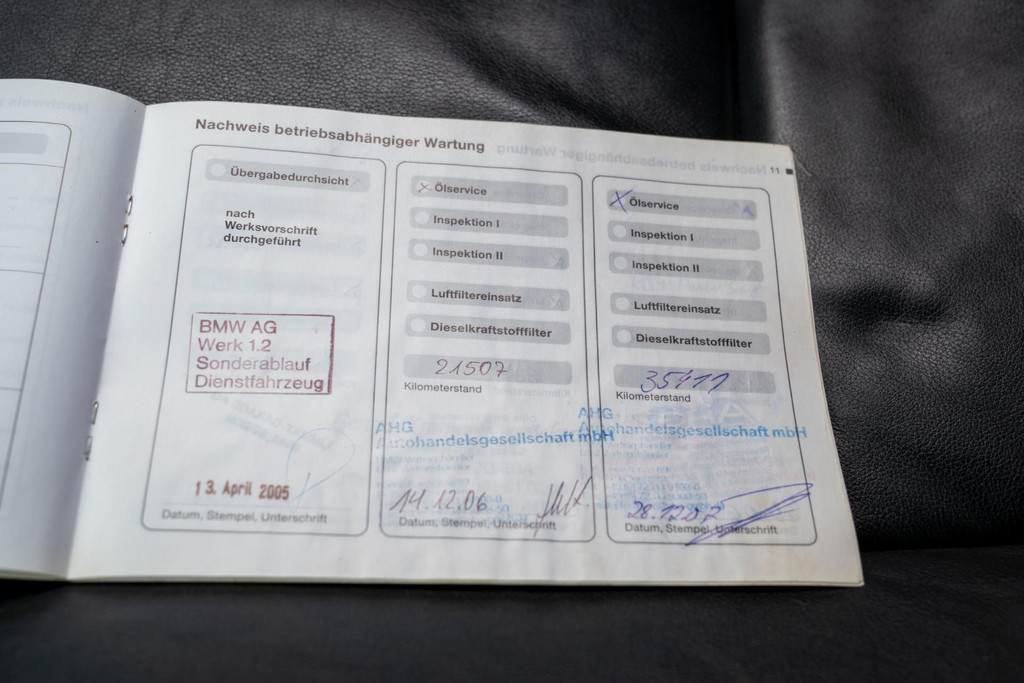 Nachweis betriebsabhängiger Wartung
11
Übergabedurchsicht
nach
Werksvorschrift
durchgeführt
BMW AG
Werk 1.2
Sonderablauf
Dienstfahrzeug
13. April 2005
Datum, Stempel, Unterschrift
Ölservice
Inspektion I
Inspektion II
Luftfiltereinsatz
Dieselkraftstofffilter
21507
Kilometerstand
AHG
Autohandelsgesellschaft mbH
14.12.06
Datum, Stempel, Unterschrift
Ölservice
Inspektion I
Inspektion II
Luftfiltereinsatz
Dieselkraftstofffilter
35411
Kilometerstand
AHG
Autohandelsgesellschaft mbH
Datum, Stempel, Unterschrift